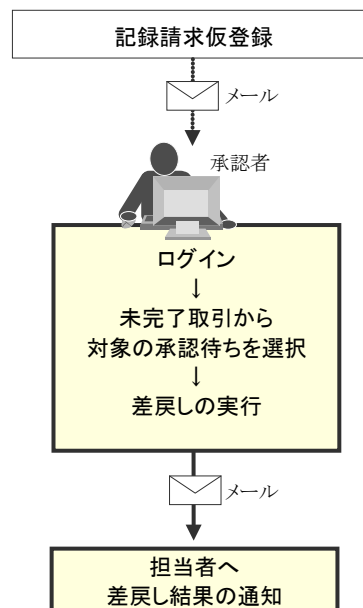 記録請求仮登録
メール
承認者
ログイン
↓
未完了取引から
対象の承認待ちを選択
↓
差戻しの実行
メール
担当者へ
差戻し結果の通知